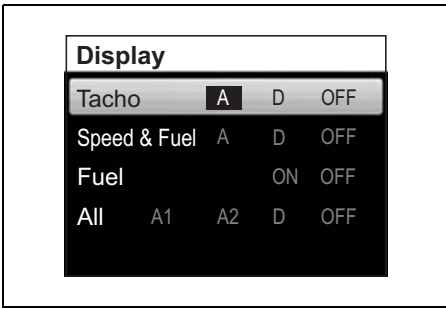 Display
Tacho A D OFF
Speed & Fuel A D OFF
Fuel ON OFF
All A1 A2 D OFF